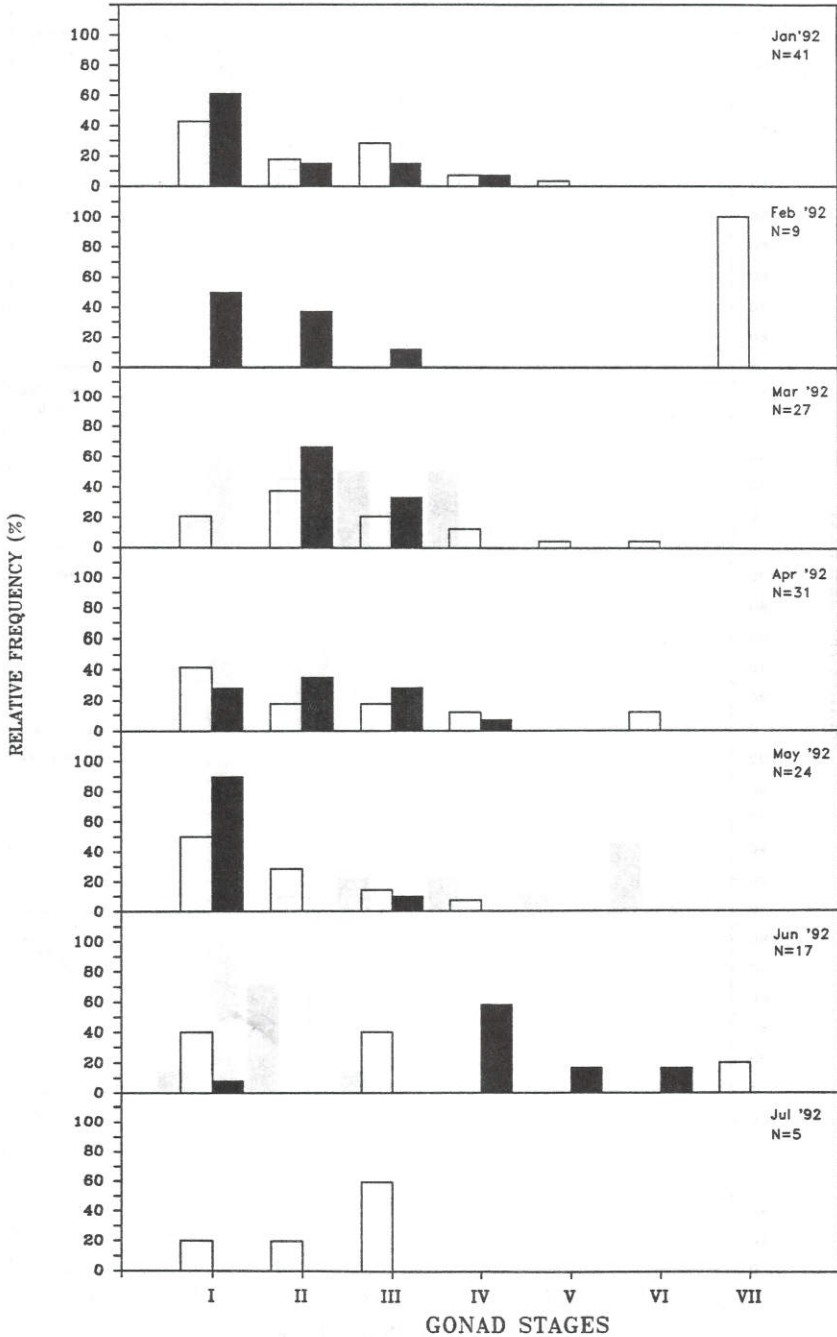 RELATIVE FREQUENCY (%)
Jan'92
N=41
100
80
60
40
20
0
Feb '92
N=9
100
80
60
40
20
0
Mar '92
N=27
100
80
60
40
20
0
Apr '92
N=31
100
80
60
40
20
0
May '92
N=24
100
80
60
40
20
0
Jun '92
N=17
100
80
60
40
20
0
Jul '92
N=5
100
80
60
40
20
0
I II III IV V VI VII
GONAD STAGES